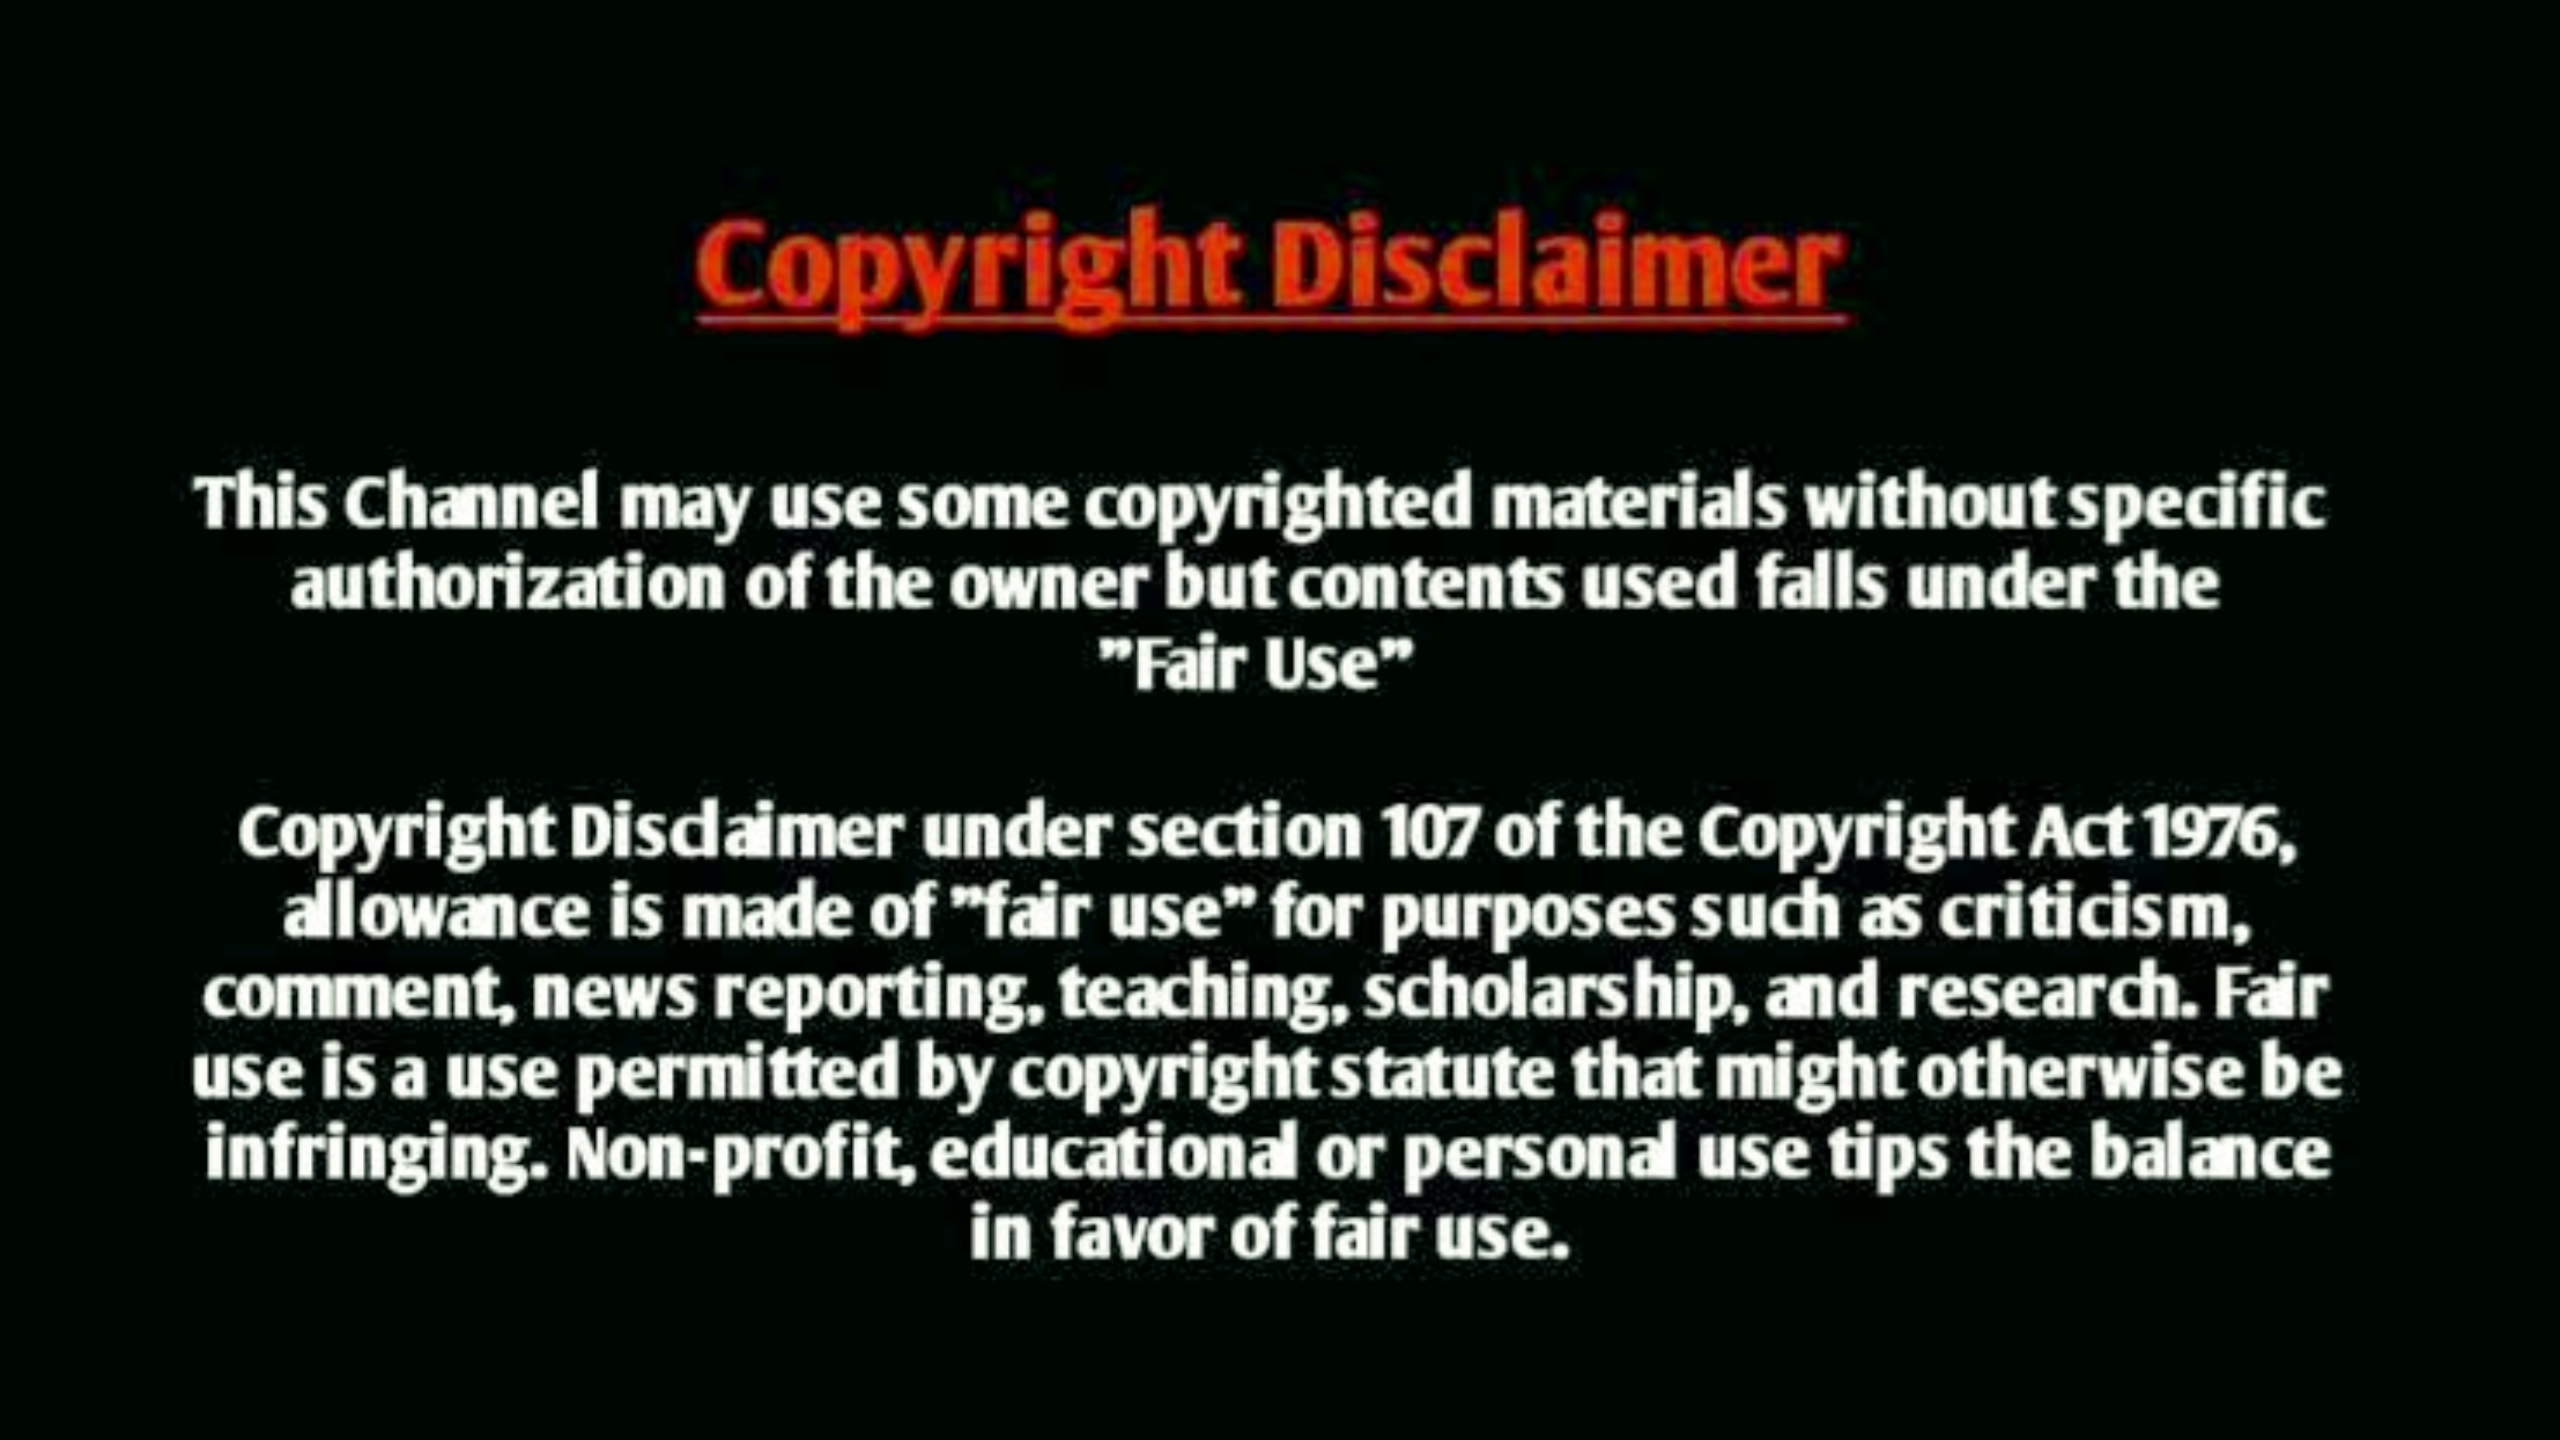 Copyright Disclaimer
This Channel may use some copyrighted materials without specific
authorization of the owner but contents used falls under the
”Fair Use”
Copyright Disclaimer under section 107 of the Copyright Act 1976,
allowance is made of ”fair use” for purposes such as criticism,
comment, news reporting, teaching, scholarship, and research. Fair
use is a use permitted by copyright statute that might otherwise be
infringing. Non-profit, educational or personal use tips the balance
in favor of fair use.